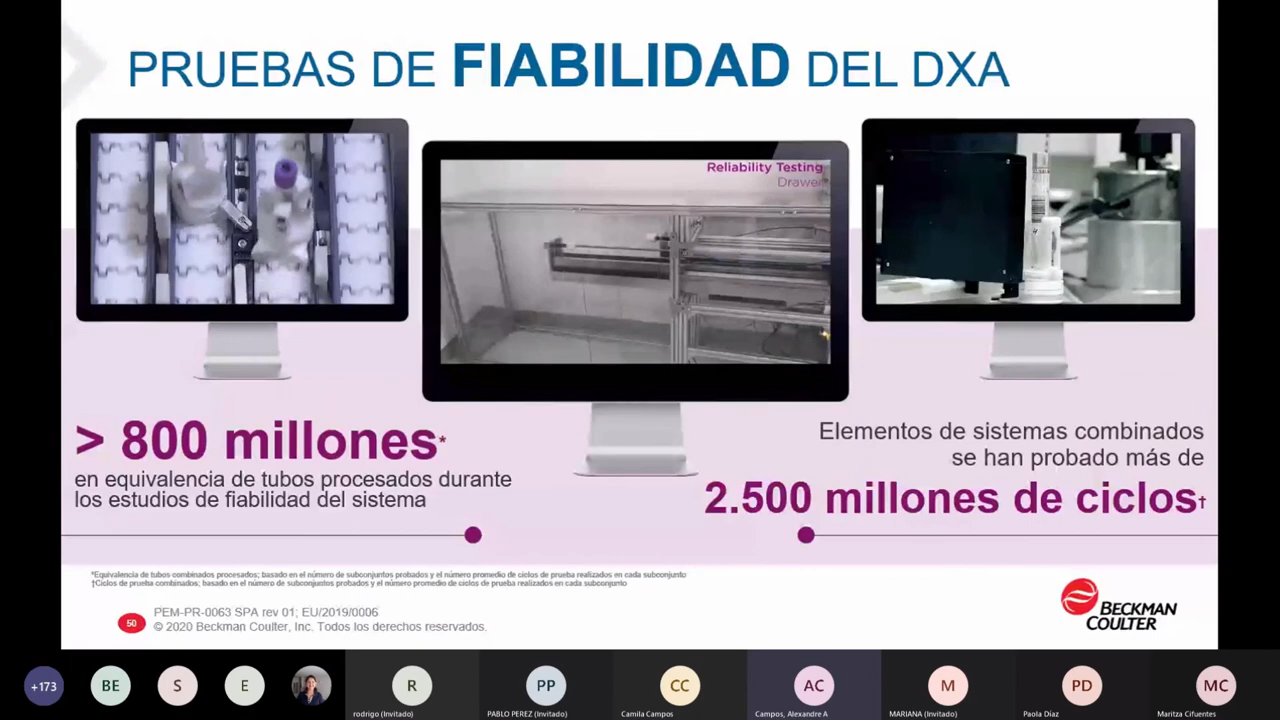 PRUEBAS DE FIABILIDAD DEL DXA
Reliability Testing
Drawer
> 800 millones*
en equivalencia de tubos procesados durante
los estudios de fiabilidad del sistema
Elementos de sistemas combinados
se han probado más de
2.500 millones de ciclos†
*Equivalencia de tubos combinados procesados; basado en el número de subconjuntos probados y el número promedio de ciclos de prueba realizados en cada subconjunto
†Ciclos de prueba combinados; basado en el número de subconjuntos probados y el número promedio de ciclos de prueba realizados en cada subconjunto
50
PEM-PR-0063 SPA rev 01; EU/2019/0006
© 2020 Beckman Coulter, Inc. Todos los derechos reservados.
BECKMAN
COULTER
+173
BE
S
E
R
PP
CC
AC
M
PD
MC
rodrigo (Invitado)
PABLO PEREZ (Invitado)
Camila Campos
Campos, Alexandre A
MARIANA (Invitado)
Paola Díaz
Maritza Cifuentes